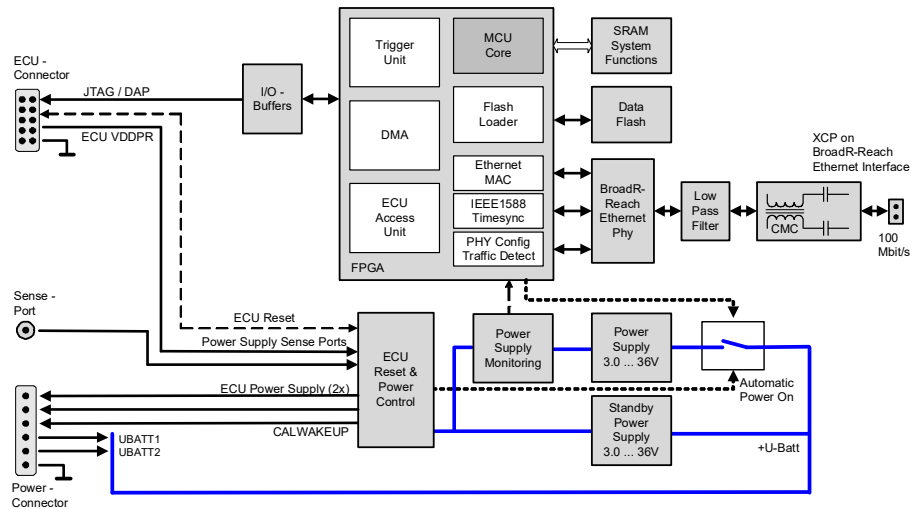 ECU -
Connector
JTAG / DAP
ECU VDDPR
I/O -
Buffers
Trigger
Unit
DMA
ECU
Access
Unit
FPGA
MCU
Core
Flash
Loader
Ethernet
MAC
IEEE1588
Timesync
PHY Config
Traffic Detect
SRAM
System
Functions
Data
Flash
BroadR-
Reach
Ethernet
Phy
Low
Pass
Filter
XCP on
BroadR-Reach
Ethernet Interface
CMC
100
Mbit/s
Sense -
Port
ECU Reset
Power Supply Sense Ports
ECU
Reset &
Power
Control
Power
Supply
Monitoring
Power
Supply
3.0 ... 36V
Automatic
Power On
Standby
Power
Supply
3.0 ... 36V
+U-Batt
ECU Power Supply (2x)
CALWAKEUP
UBATT1
UBATT2
Power -
Connector